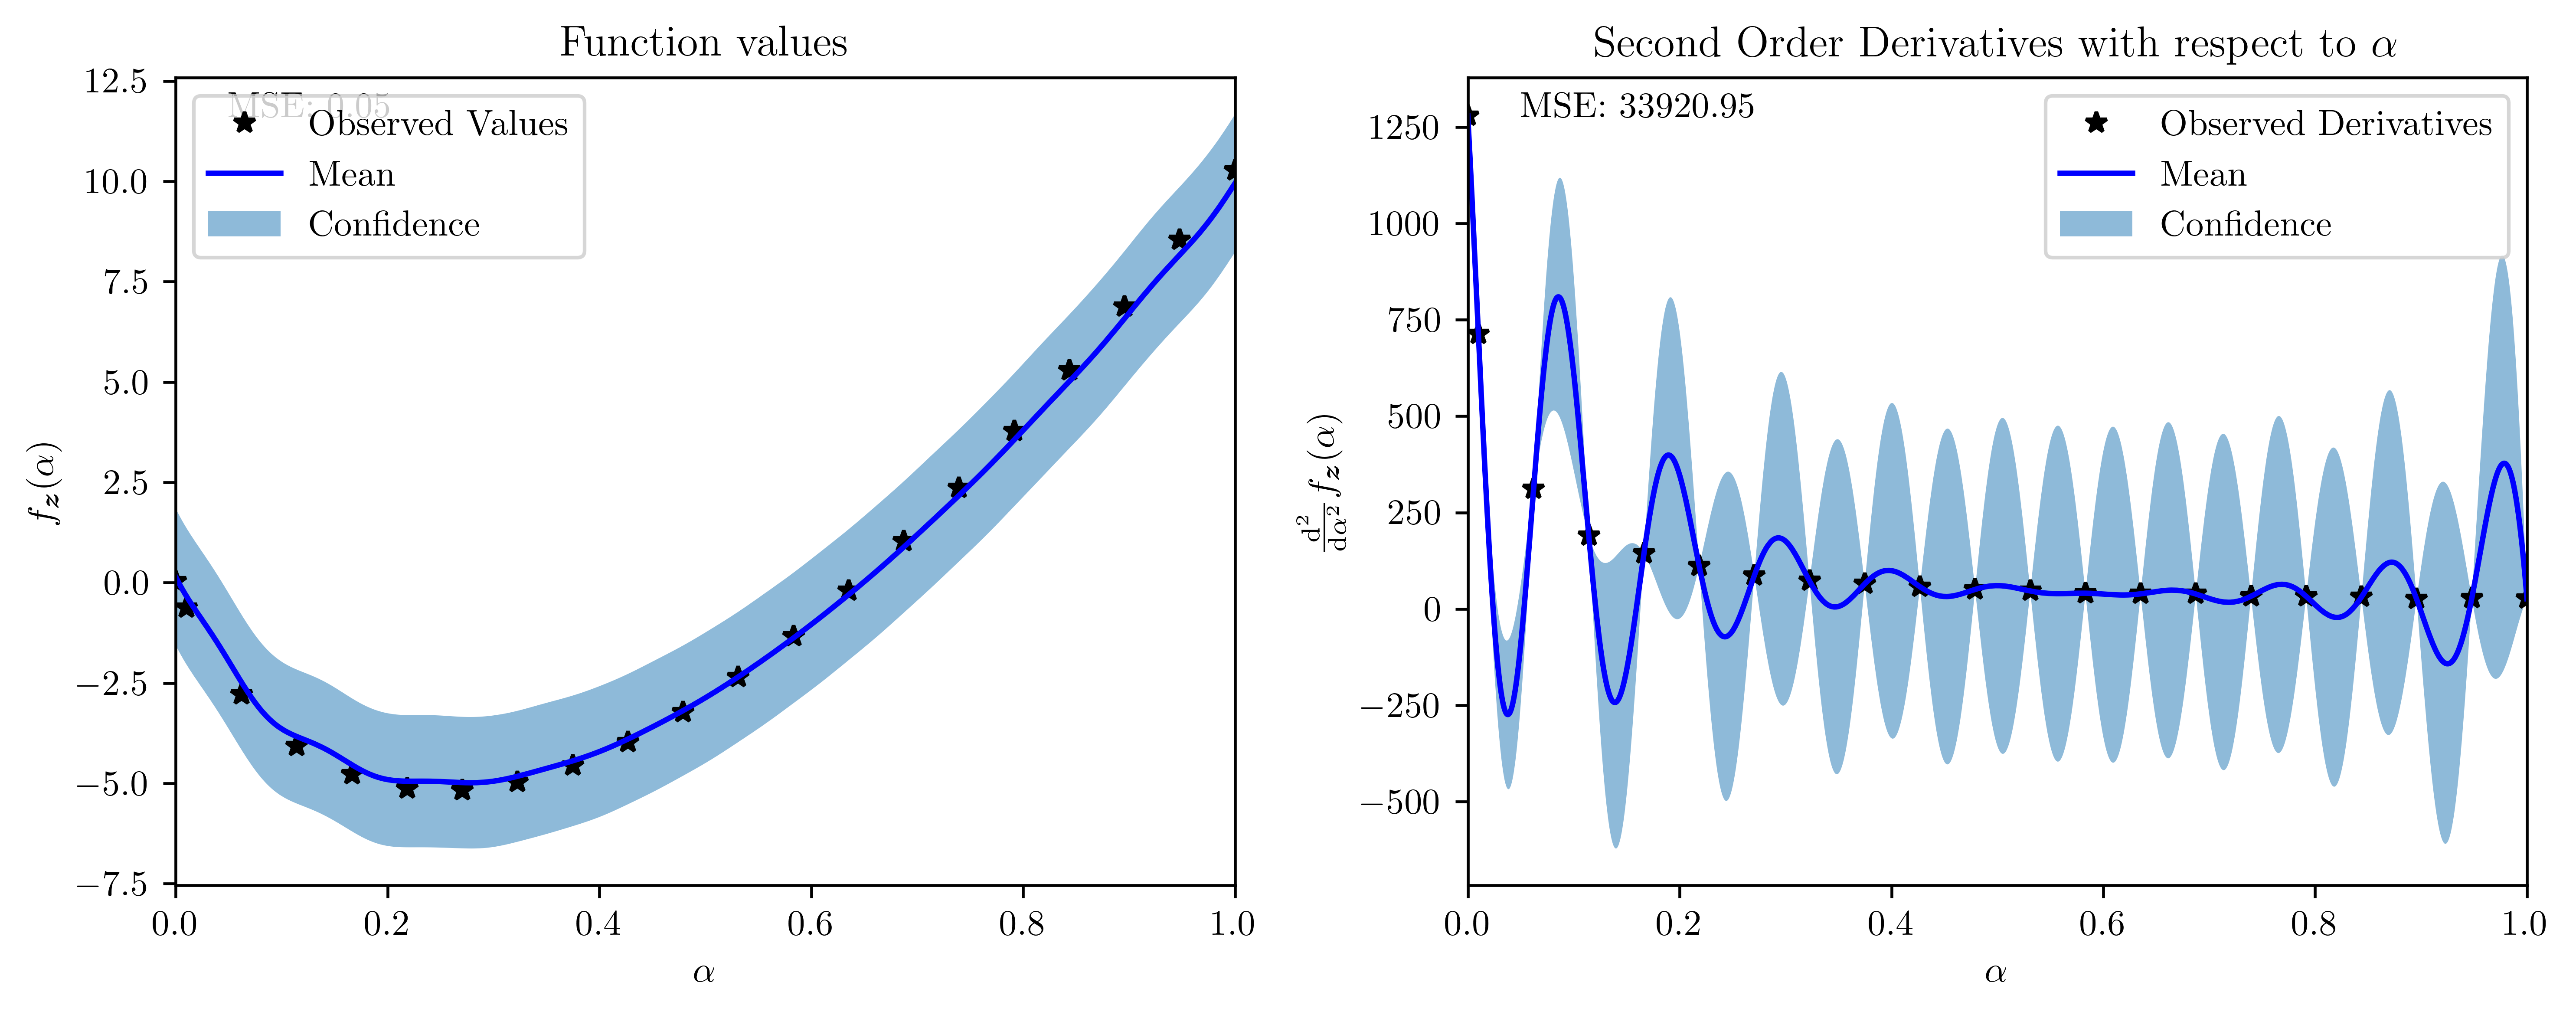 Function values
12.5
10.0
7.5
5.0
2.5
0.0
−2.5
−5.0
−7.5
f_z(α)
MSE: 0.05
Observed Values
Mean
Confidence
0.0 0.2 0.4 0.6 0.8 1.0
α
Second Order Derivatives with respect to α
1250
1000
750
500
250
0
−250
−500
d²/dα² f_z(α)
MSE: 33920.95
Observed Derivatives
Mean
Confidence
0.0 0.2 0.4 0.6 0.8 1.0
α